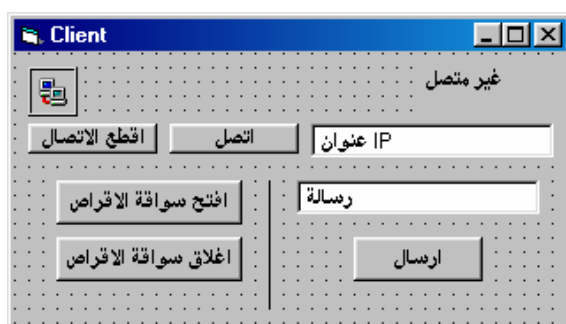 Client
غير متصل
عنوان IP
اتصل
اقطع الاتصال
رسالة
افتح سواقة الاقراص
ارسال
اغلاق سواقة الاقراص